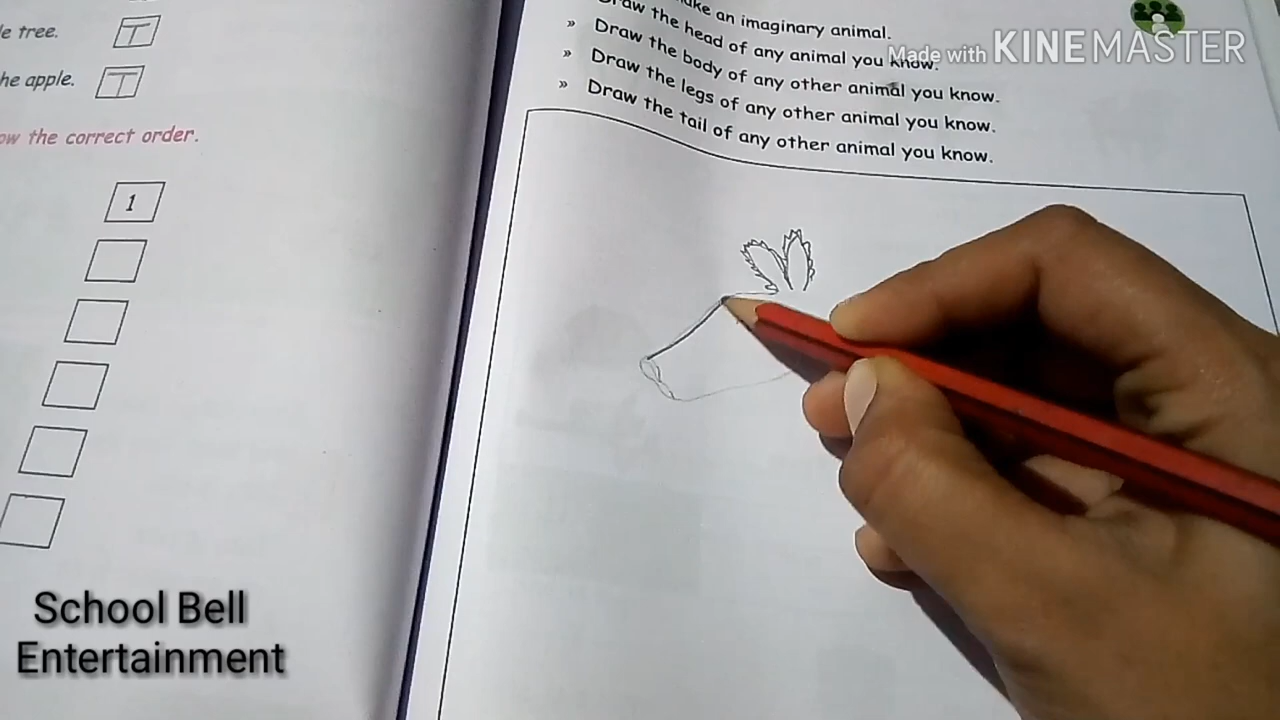 le tree. T
he apple. T
ow the correct order.
1
ake an imaginary animal.
» Draw the head of any animal you know.
» Draw the body of any other animal you know.
» Draw the legs of any other animal you know.
» Draw the tail of any other animal you know.
Made with KINEMASTER
School Bell
Entertainment